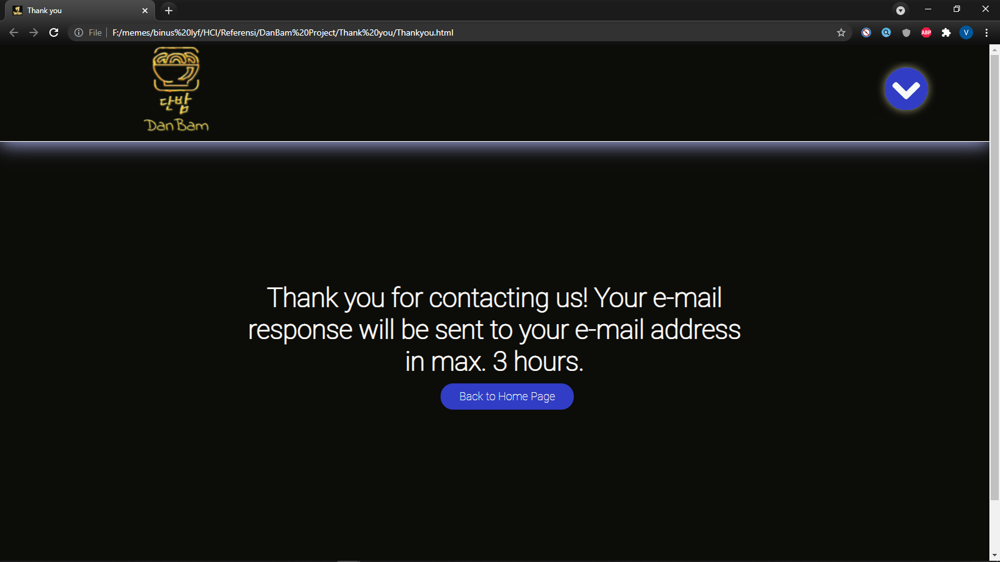 Thank you
File
F:/memes/binus%20lyf/HCI/Referensi/DanBam%20Project/Thank%20you/Thankyou.html
ABP
V
단밤
DanBam
Thank you for contacting us! Your e-mail
response will be sent to your e-mail address
in max. 3 hours.
Back to Home Page